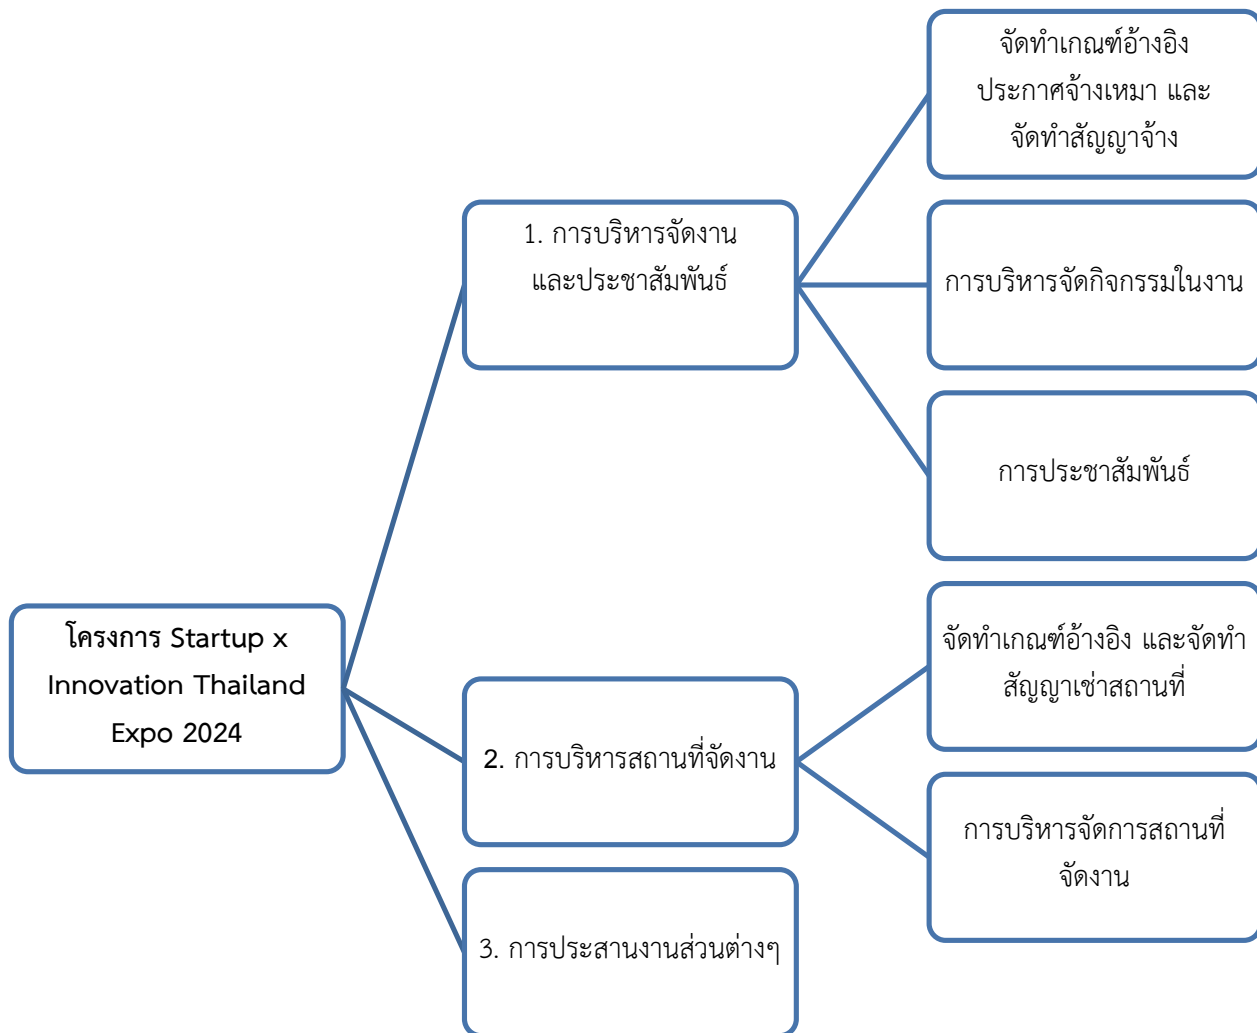 โครงการ Startup x
Innovation Thailand
Expo 2024
1. การบริหารจัดงาน
และประชาสัมพันธ์
จัดทำเกณฑ์อ้างอิง
ประกาศจ้างเหมา และ
จัดทำสัญญาจ้าง
การบริหารจัดกิจกรรมในงาน
การประชาสัมพันธ์
2. การบริหารสถานที่จัดงาน
จัดทำเกณฑ์อ้างอิง และจัดทำ
สัญญาเช่าสถานที่
การบริหารจัดการสถานที่
จัดงาน
3. การประสานงานส่วนต่างๆ